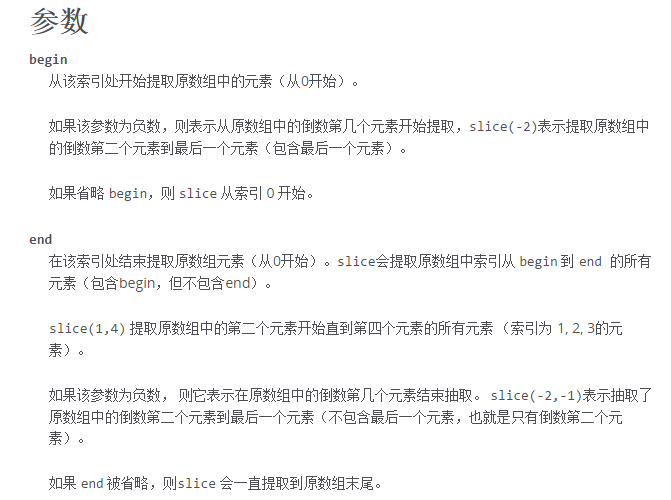 参数
begin
从该索引处开始提取原数组中的元素（从0开始）。
如果该参数为负数，则表示从原数组中的倒数第几个元素开始提取，slice(-2)表示提取原数组中
的倒数第二个元素到最后一个元素（包含最后一个元素）。
如果省略 begin，则 slice 从索引 0 开始。
end
在该索引处结束提取原数组元素（从0开始）。slice会提取原数组中索引从 begin 到 end 的所有
元素（包含begin，但不包含end）。
slice(1,4) 提取原数组中的第二个元素开始直到第四个元素的所有元素 （索引为 1, 2, 3的元
素）。
如果该参数为负数， 则它表示在原数组中的倒数第几个元素结束抽取。 slice(-2,-1)表示抽取了
原数组中的倒数第二个元素到最后一个元素（不包含最后一个元素，也就是只有倒数第二个元
素）。
如果 end 被省略，则slice 会一直提取到原数组末尾。